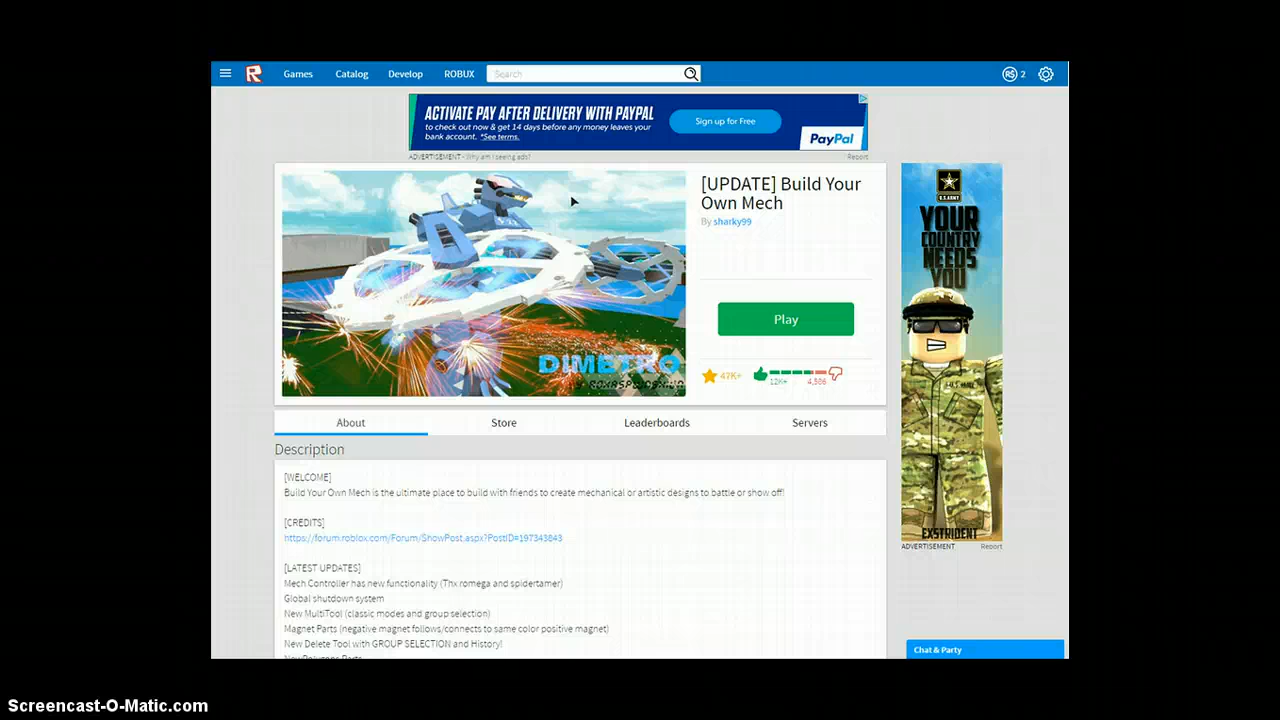 Games Catalog Develop ROBUX Search R$ 2
ACTIVATE PAY AFTER DELIVERY WITH PAYPAL
to check out now & get 14 days before any money leaves your
bank account. *See terms.
Sign up for Free
PayPal
ADVERTISEMENT - Why am I seeing ads? Report
[UPDATE] Build Your
Own Mech
By sharky99
Play
47K+ 12K+ 4,586
DIMETRO
U.S.ARMY
YOUR
COUNTRY
NEEDS
YOU
EXSTRIDENT
ADVERTISEMENT Report
About Store Leaderboards Servers
Description
[WELCOME]
Build Your Own Mech is the ultimate place to build with friends to create mechanical or artistic designs to battle or show off!
[CREDITS]
https://forum.roblox.com/Forum/ShowPost.aspx?PostID=197343843
[LATEST UPDATES]
Mech Controller has new functionality (Thx romega and spidertamer)
Global shutdown system
New MultiTool (classic modes and group selection)
Magnet Parts (negative magnet follows/connects to same color positive magnet)
New Delete Tool with GROUP SELECTION and History!
Chat & Party
Screencast-O-Matic.com